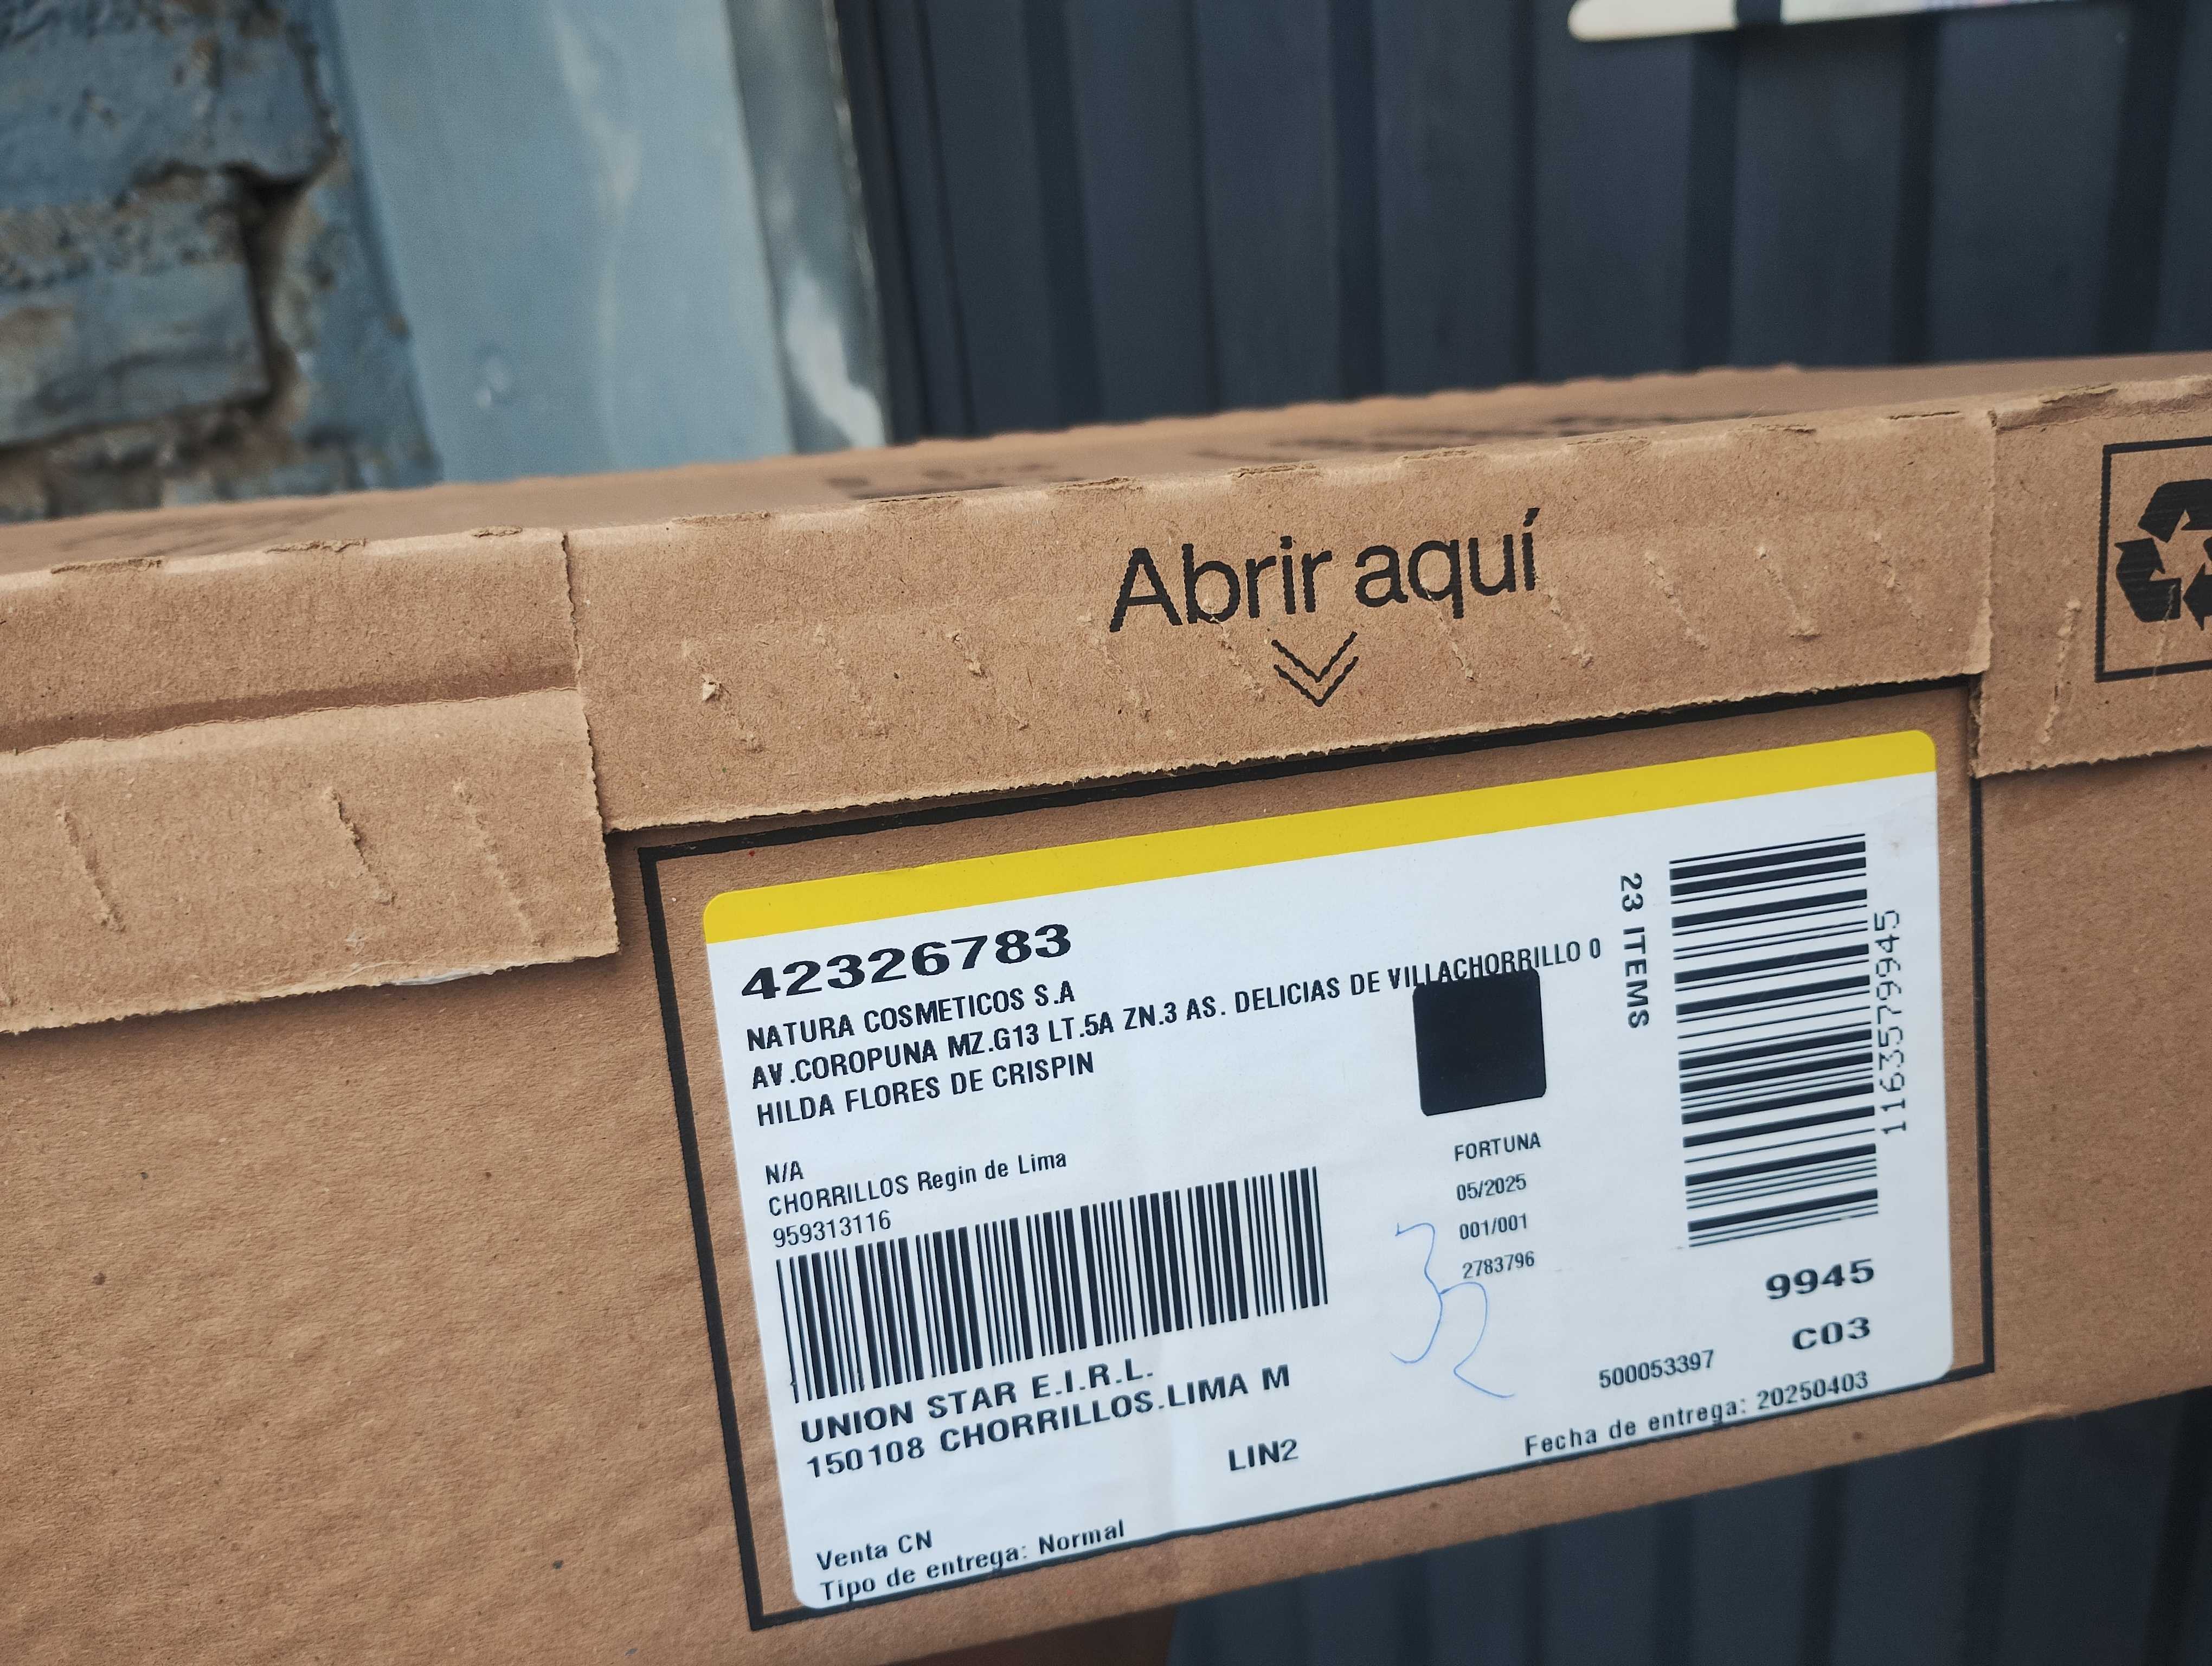 Abrir aquí
42326783
NATURA COSMETICOS S.A
AV.COROPUNA MZ.G13 LT.5A ZN.3 AS. DELICIAS DE VILLACHORRILLO 0
HILDA FLORES DE CRISPIN
N/A
CHORRILLOS Regin de Lima
959313116
UNION STAR E.I.R.L.
150108 CHORRILLOS.LIMA M
LIN2
Venta CN
Tipo de entrega: Normal
FORTUNA
05/2025
001/001
2783796
32
23 ITEMS
1163579945
9945
C03
500053397
Fecha de entrega: 20250403